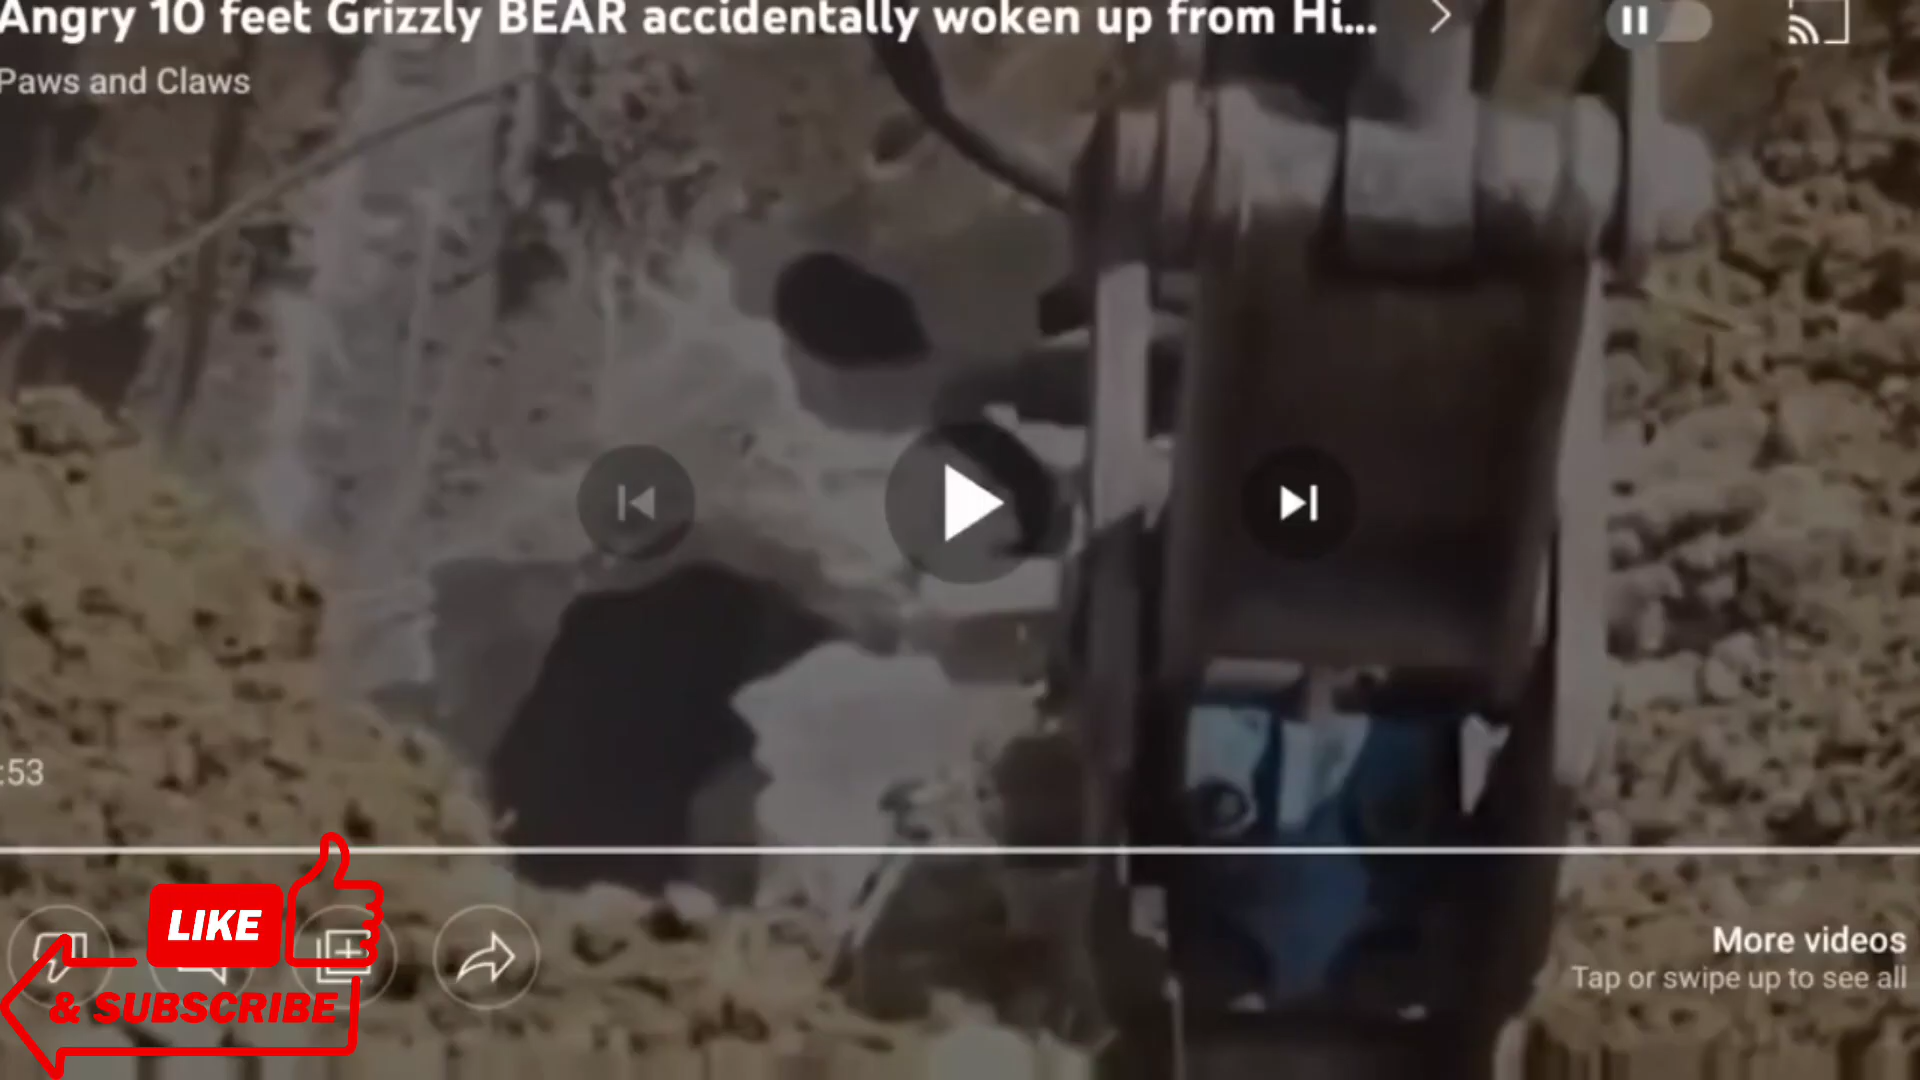 Angry 10 feet Grizzly BEAR accidentally woken up from Hi...
Paws and Claws
:53
LIKE
& SUBSCRIBE
More videos
Tap or swipe up to see all